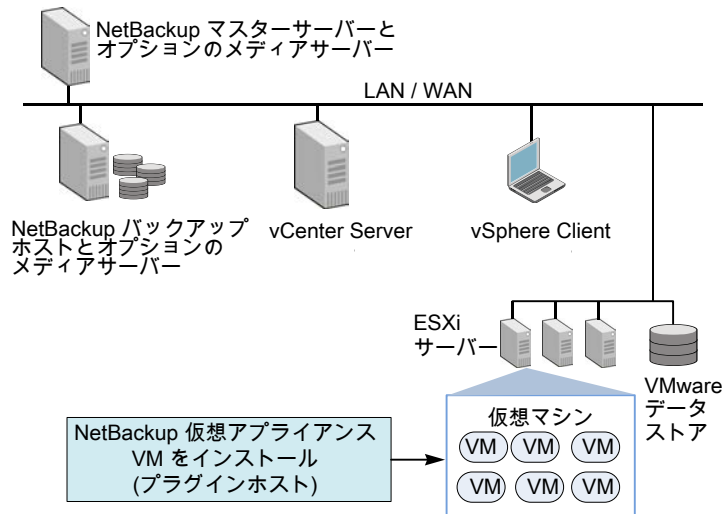 NetBackup マスターサーバーと
オプションのメディアサーバー
LAN / WAN
NetBackup バックアップ
ホストとオプションの
メディアサーバー
vCenter Server
vSphere Client
ESXi
サーバー
VMware
データ
ストア
NetBackup 仮想アプライアンス
VM をインストール
(プラグインホスト)
仮想マシン
VM VM VM
VM VM VM